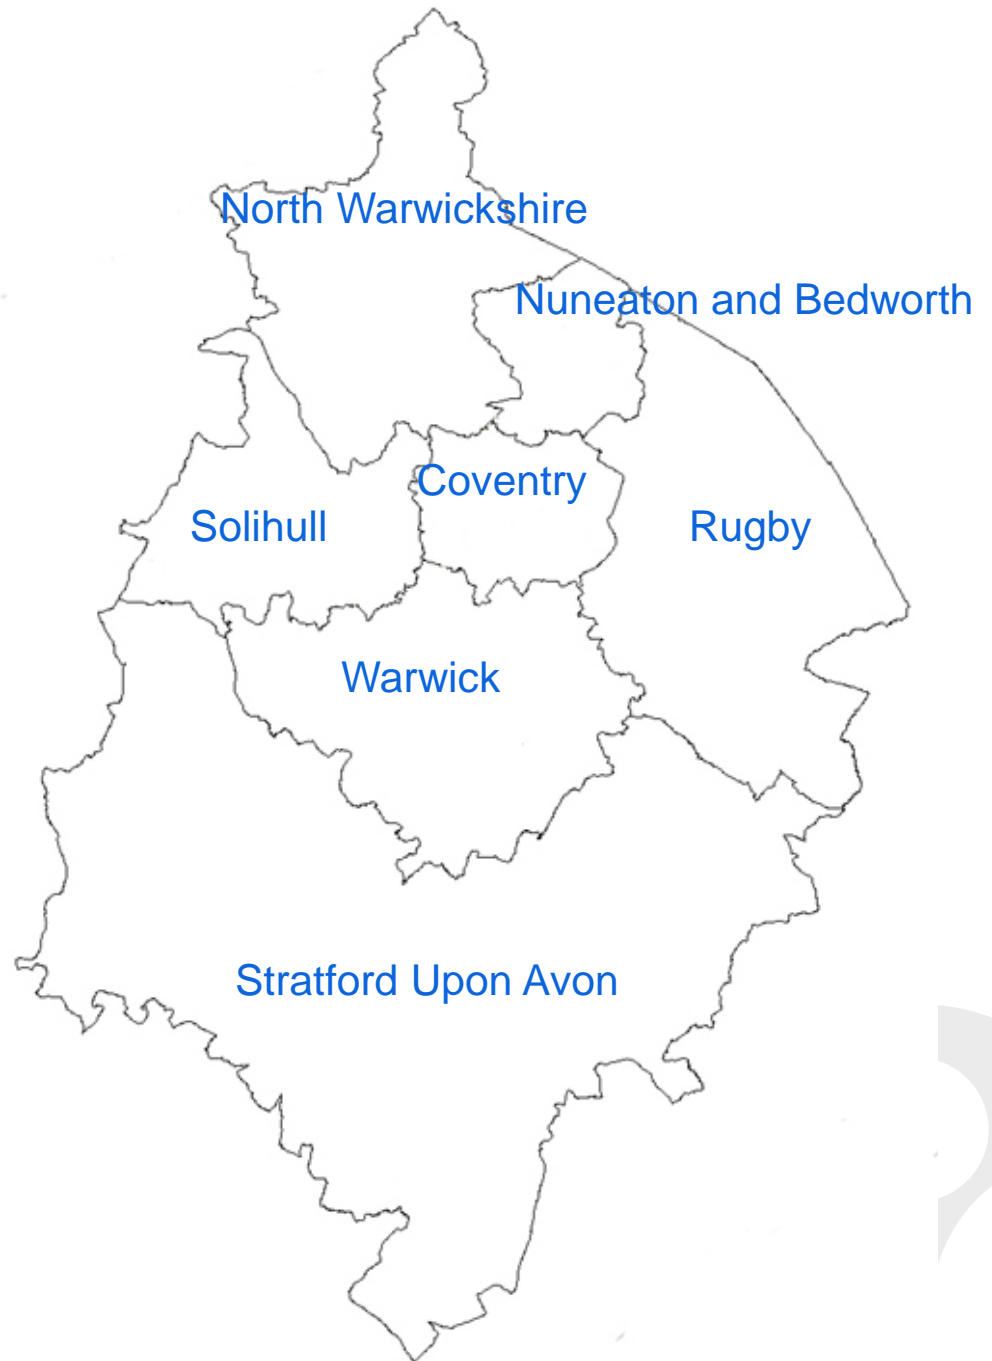 North Warwickshire
Nuneaton and Bedworth
Coventry
Solihull
Rugby
Warwick
Stratford Upon Avon